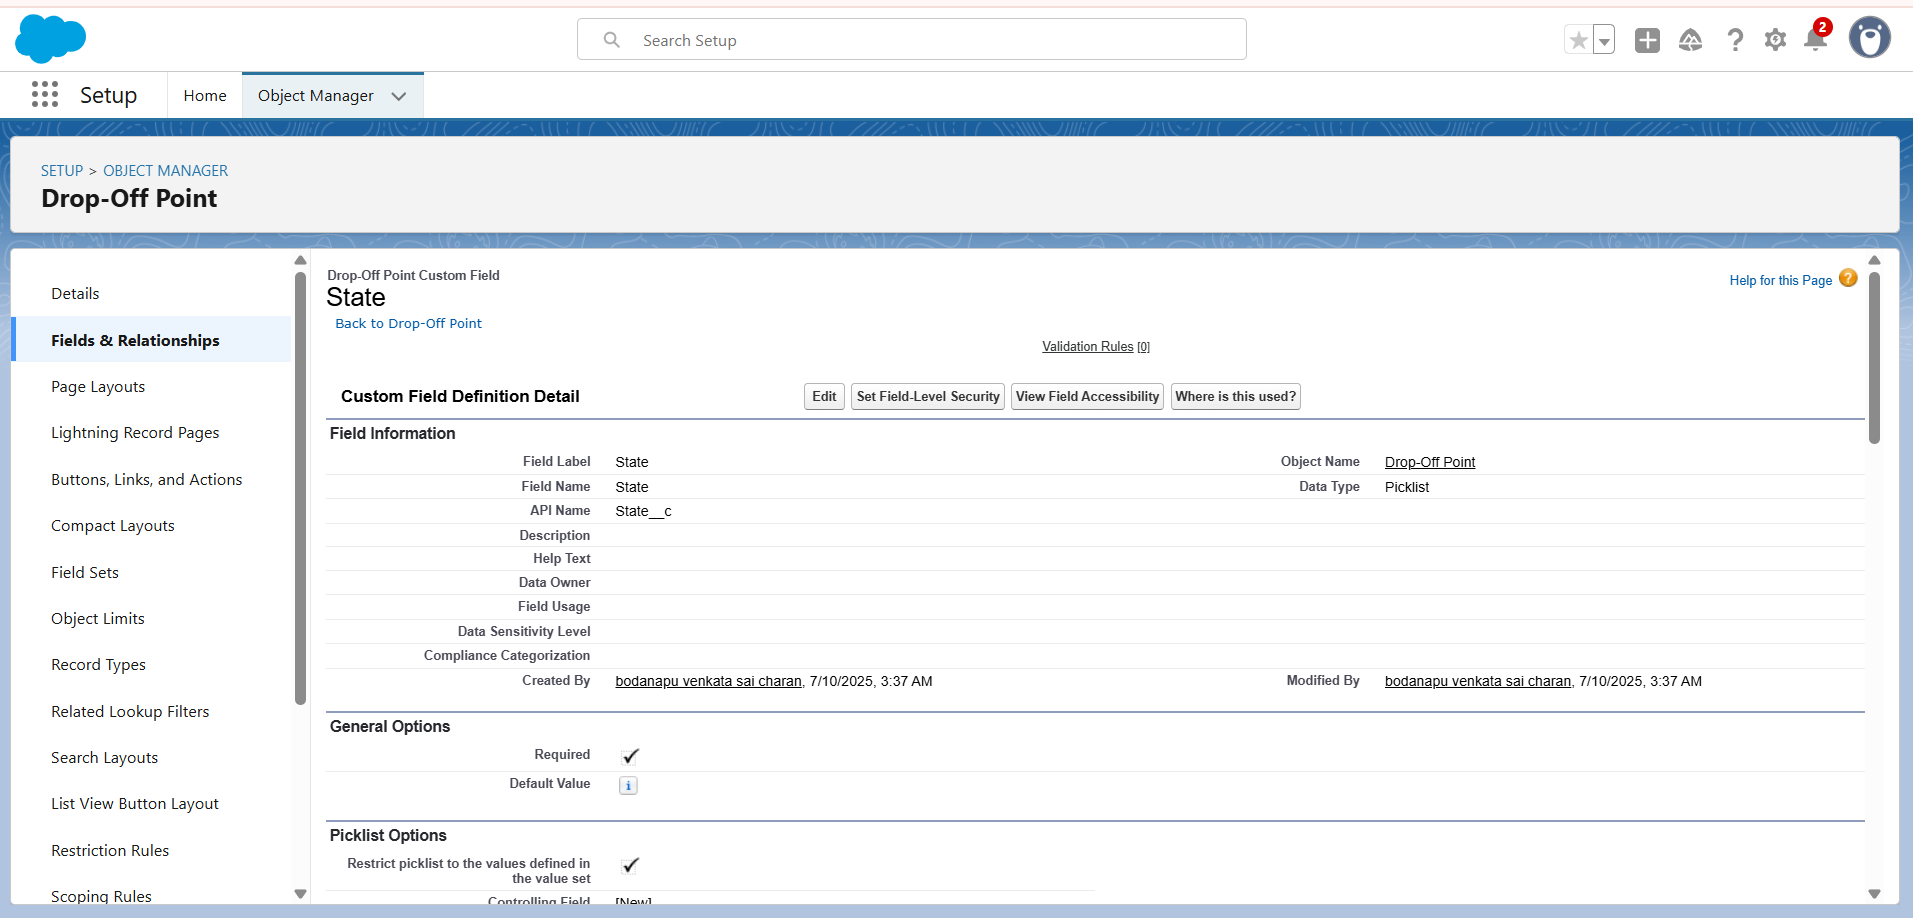 Search Setup
2
Setup
Home
Object Manager
SETUP > OBJECT MANAGER
Drop-Off Point
Details
Fields & Relationships
Page Layouts
Lightning Record Pages
Buttons, Links, and Actions
Compact Layouts
Field Sets
Object Limits
Record Types
Related Lookup Filters
Search Layouts
List View Button Layout
Restriction Rules
Scoping Rules
Drop-Off Point Custom Field
State
Back to Drop-Off Point
Help for this Page ?
Validation Rules [0]
Custom Field Definition Detail
Edit
Set Field-Level Security
View Field Accessibility
Where is this used?
Field Information
Field Label State
Object Name Drop-Off Point
Field Name State
Data Type Picklist
API Name State__c
Description
Help Text
Data Owner
Field Usage
Data Sensitivity Level
Compliance Categorization
Created By bodanapu venkata sai charan, 7/10/2025, 3:37 AM
Modified By bodanapu venkata sai charan, 7/10/2025, 3:37 AM
General Options
Required
Default Value i
Picklist Options
Restrict picklist to the values defined in
the value set
Controlling Field [New]